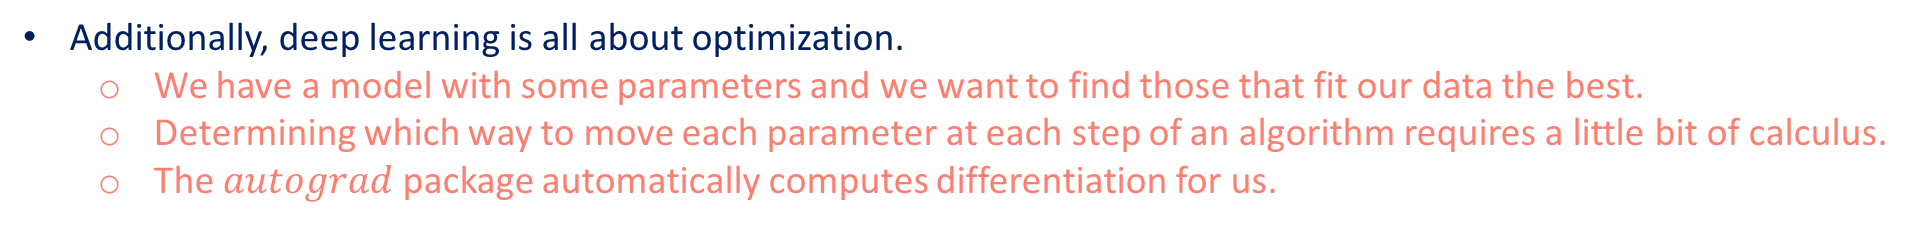 • Additionally, deep learning is all about optimization.
○ We have a model with some parameters and we want to find those that fit our data the best.
○ Determining which way to move each parameter at each step of an algorithm requires a little bit of calculus.
○ The autograd package automatically computes differentiation for us.